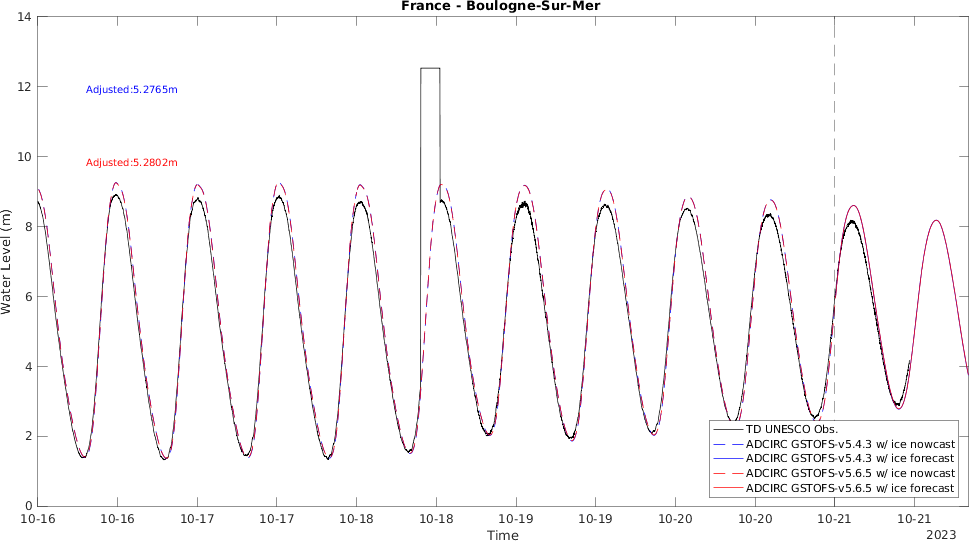 France - Boulogne-Sur-Mer
14
12
10
8
6
4
2
0
Water Level (m)
Adjusted:5.2765m
Adjusted:5.2802m
TD UNESCO Obs.
ADCIRC GSTOFS-v5.4.3 w/ ice nowcast
ADCIRC GSTOFS-v5.4.3 w/ ice forecast
ADCIRC GSTOFS-v5.6.5 w/ ice nowcast
ADCIRC GSTOFS-v5.6.5 w/ ice forecast
10-16 10-16 10-17 10-17 10-18 10-18 10-19 10-19 10-20 10-20 10-21 10-21
Time
2023